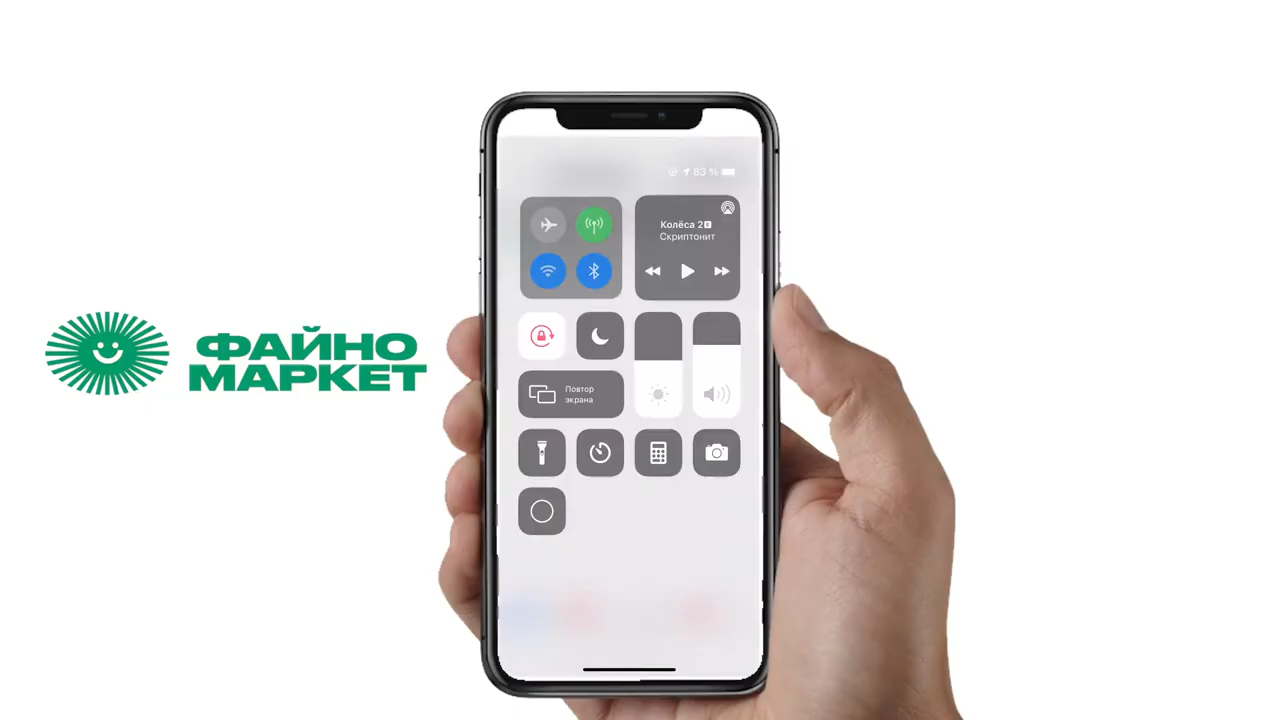 83 %
Колёса 2 E
Скриптонит
ФАЙНО
МАРКЕТ
Повтор
экрана